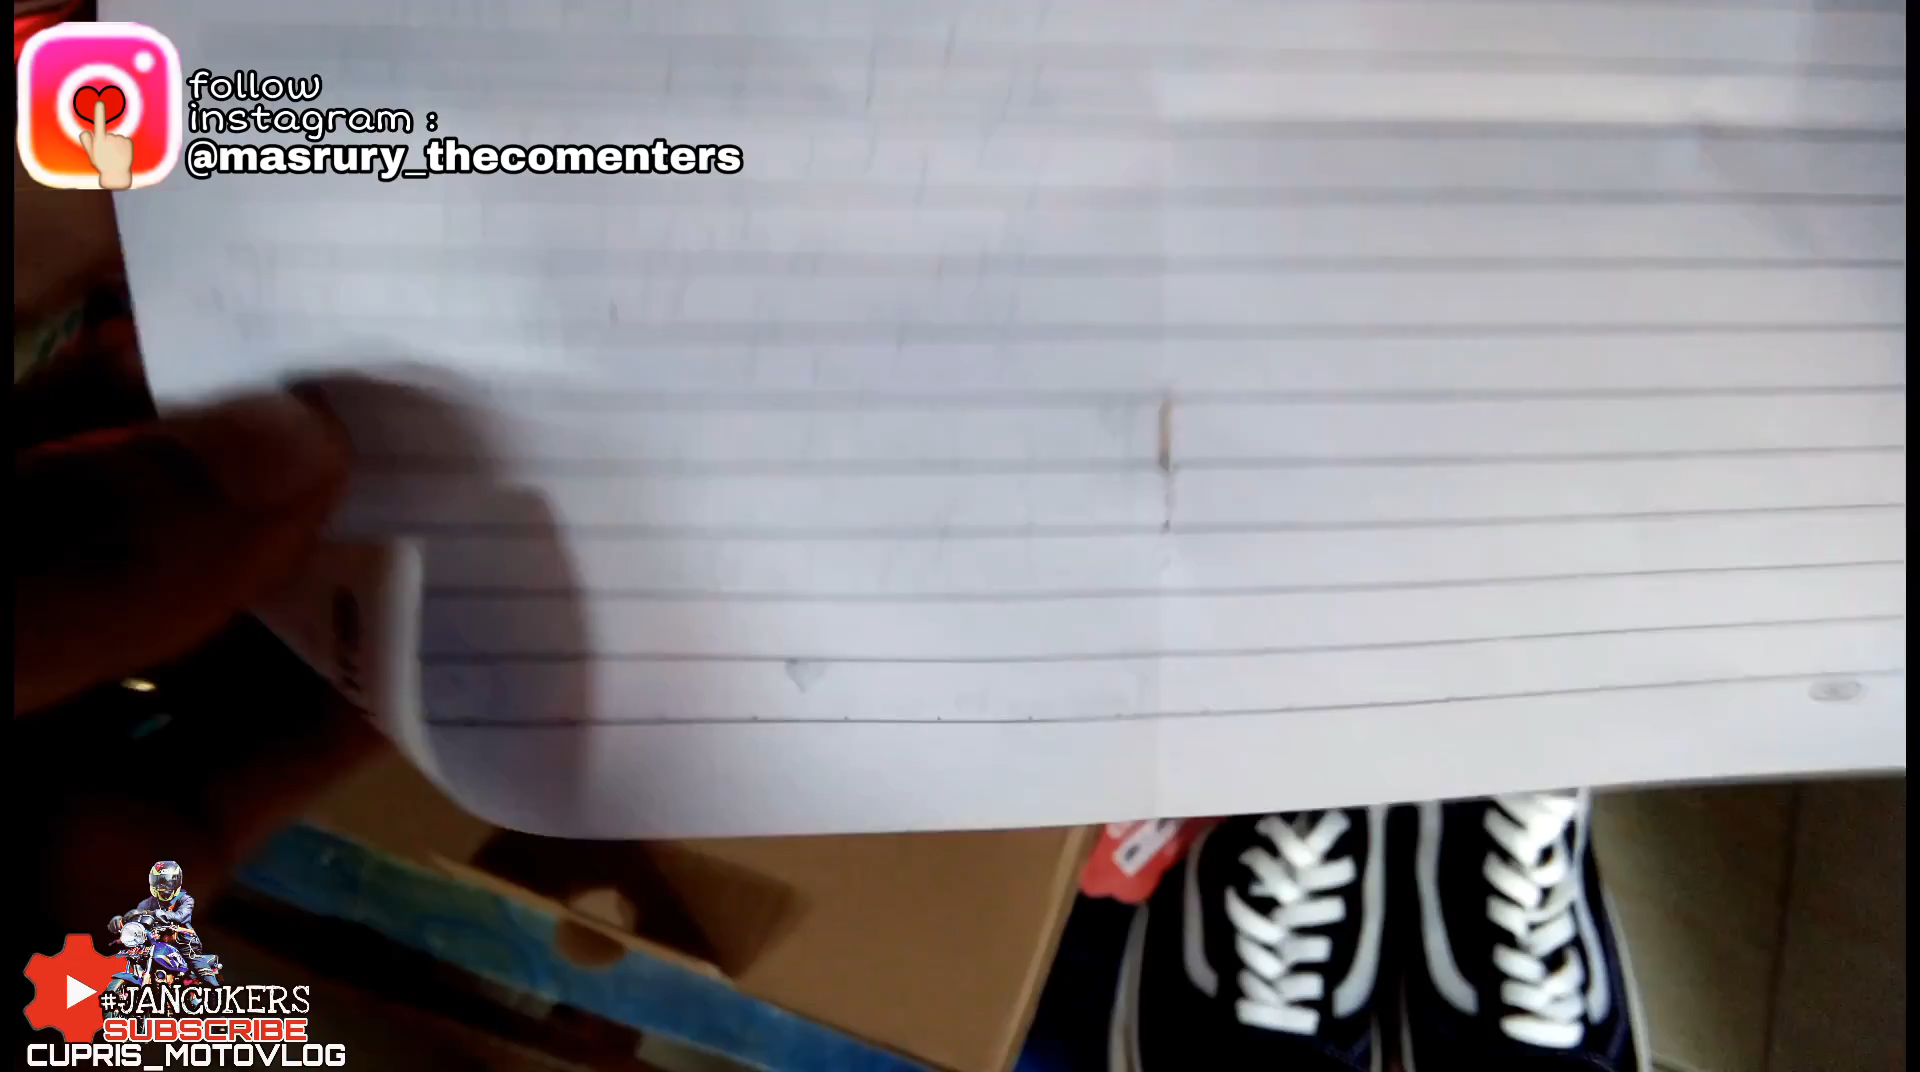 follow
instagram :
@masrury_thecomenters
#JANCUKERS
SUBSCRIBE
CUPRIS_MOTOVLOG